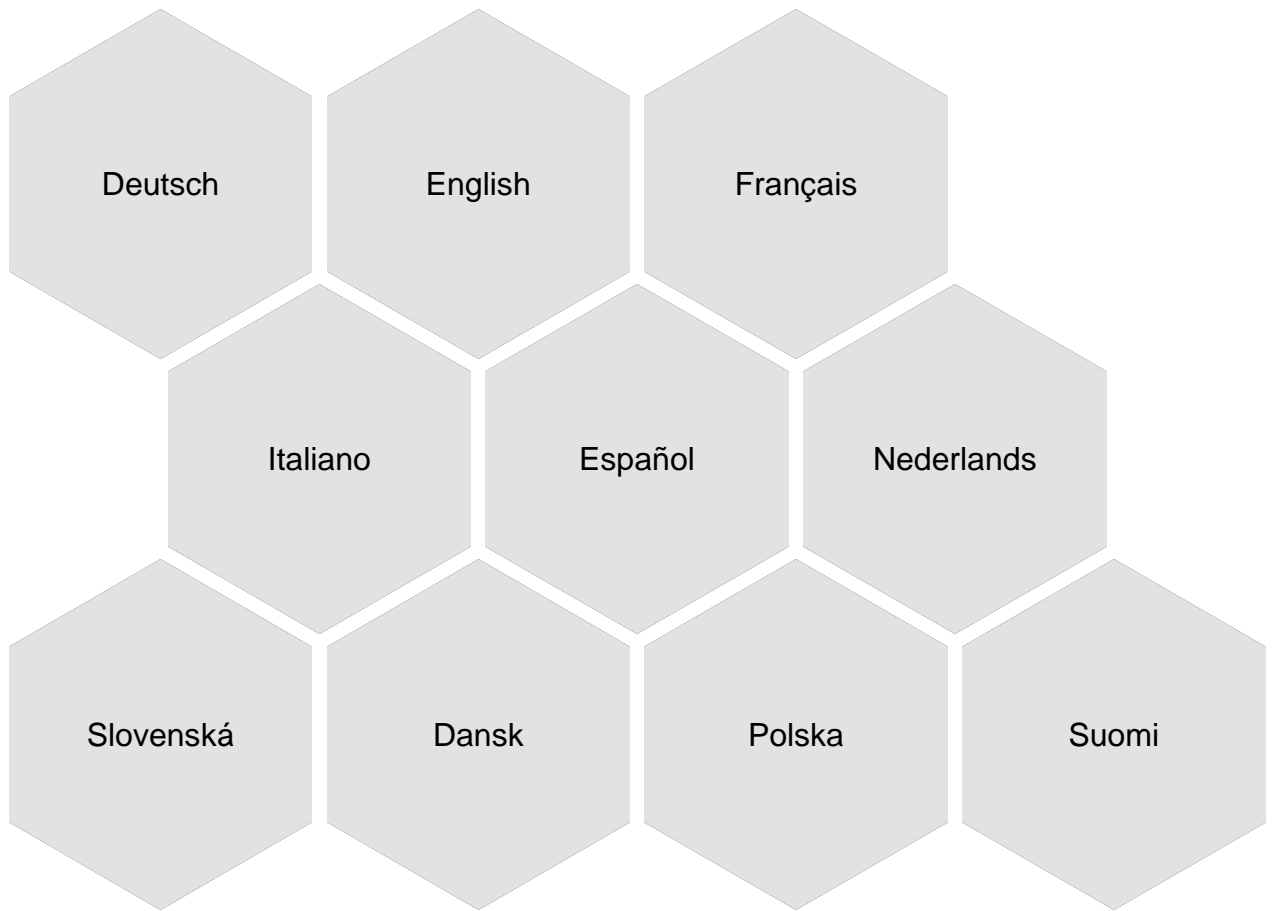 Deutsch
English
Français
Italiano
Español
Nederlands
Slovenská
Dansk
Polska
Suomi